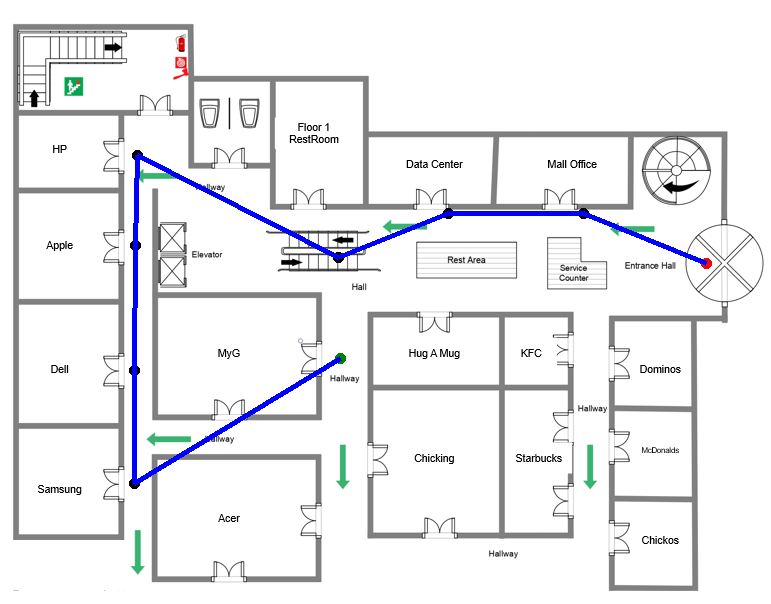 Floor 1
RestRoom
HP
Data Center
Mall Office
Hallway
Apple
Elevator
Rest Area
Service
Counter
Entrance Hall
Hall
MyG
Hug A Mug
KFC
Dell
Hallway
Dominos
Hallway
Hallway
McDonalds
Chicking
Starbucks
Samsung
Acer
Chickos
Hallway